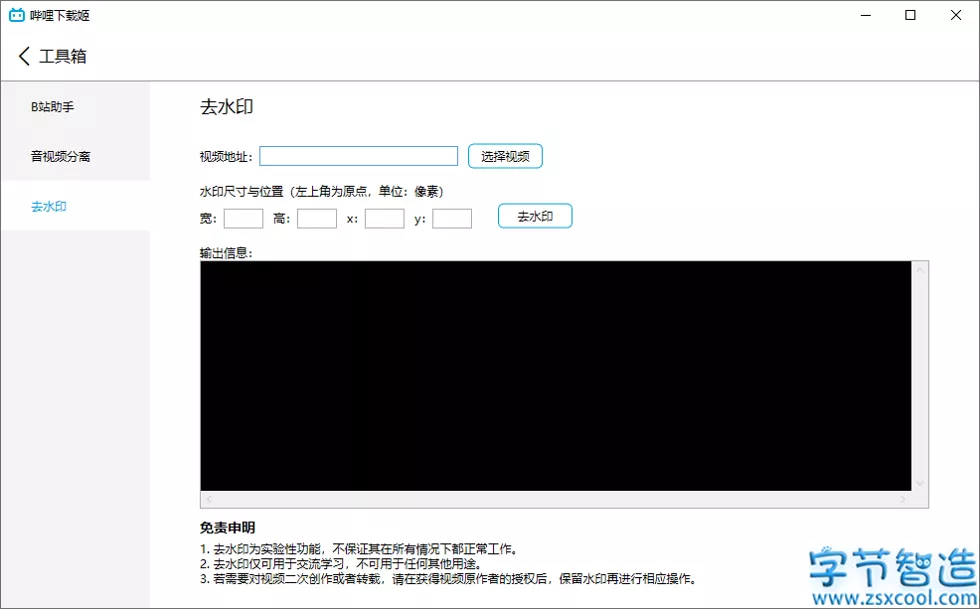 哔哩下载姬
工具箱
B站助手
音视频分离
去水印
去水印
视频地址：
选择视频
水印尺寸与位置（左上角为原点，单位：像素）
宽： 高： x: y: 去水印
输出信息：
免责申明
1. 去水印为实验性功能，不保证其在所有情况下都正常工作。
2. 去水印仅可用于交流学习，不可用于任何其他用途。
3. 若需要对视频二次创作或者转载，请在获得视频原作者的授权后，保留水印再进行相应操作。
字节智造
www.zsxcool.com